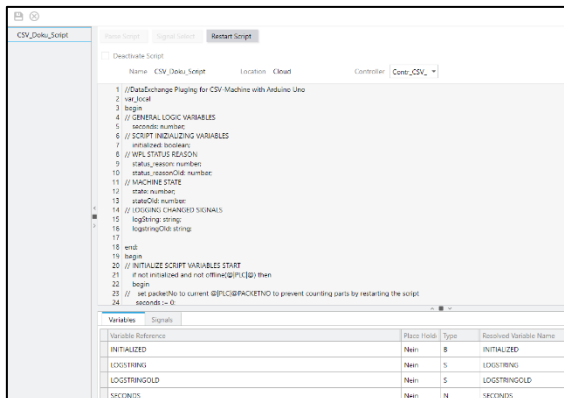 CSV_Doku_Script
Signal Select
Restart Script
Deactivate Script
Name CSV_Doku_Script Location Cloud Controller Contr_CSV_
1 //DataExchange Pluging for CSV-Machine with Arduino Uno
2 var_local
3 begin
4 // GENERAL LOGIC VARIABLES
5 seconds: number;
6 // SCRIPT INIZIALIZING VARIABLES
7 initialized: boolean;
8 // WPL STATUS REASON
9 status_reason: number;
10 status_reasonOld: number;
11 // MACHINE STATE
12 state: number;
13 stateOld: number;
14 // LOGGING CHANGED SIGNALS
15 logString: string;
16 logstringOld: string;
17
18 end;
19 begin
20 // INITIALIZE SCRIPT VARIABLES START
21 if not initialized and not offline(@[PLC]@) then
22 begin
23 // set packetNo to current @[PLC]@PACKETNO to prevent counting parts by restarting the script
24 seconds := 0;
Variables Signals
Variable Reference Place Hold Type Resolved Variable Name
INITIALIZED Nein B INITIALIZED
LOGSTRING Nein S LOGSTRING
LOGSTRINGOLD Nein S LOGSTRINGOLD
SECONDS Nein N SECONDS